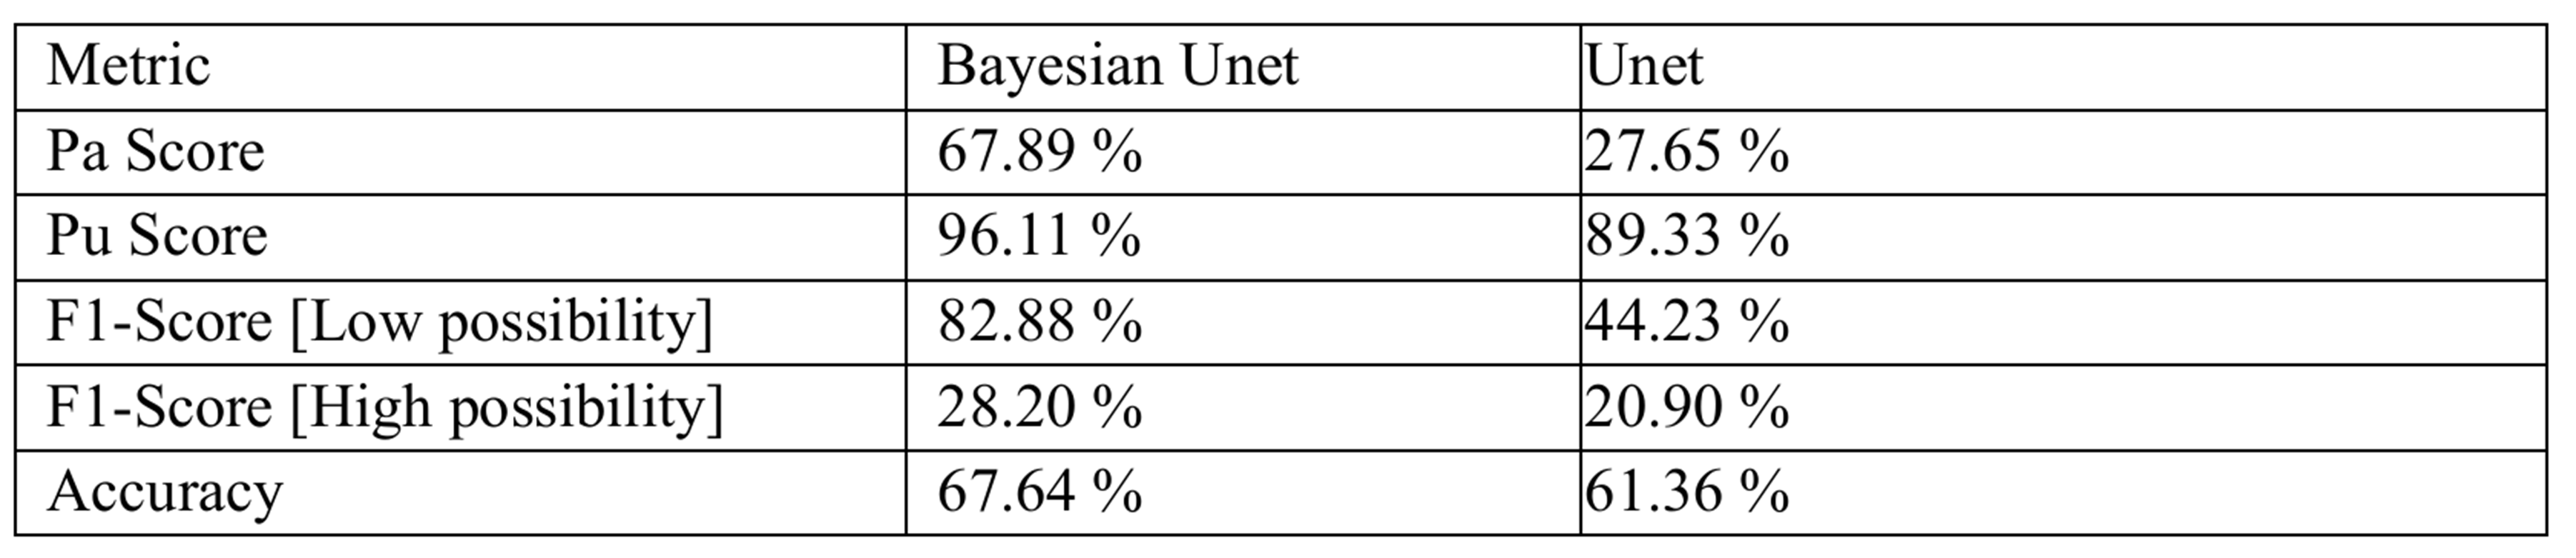 Metric Bayesian Unet Unet
Pa Score 67.89 % 27.65 %
Pu Score 96.11 % 89.33 %
F1-Score [Low possibility] 82.88 % 44.23 %
F1-Score [High possibility] 28.20 % 20.90 %
Accuracy 67.64 % 61.36 %